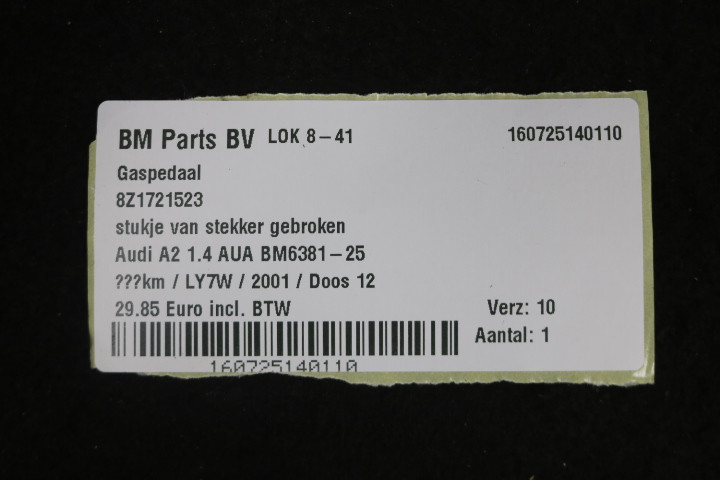 BM Parts BV LOK 8-41 160725140110
Gaspedaal
8Z1721523
stukje van stekker gebroken
Audi A2 1.4 AUA BM6381-25
???km / LY7W / 2001 / Doos 12
29.85 Euro incl. BTW Verz: 10
Aantal: 1
160725140110